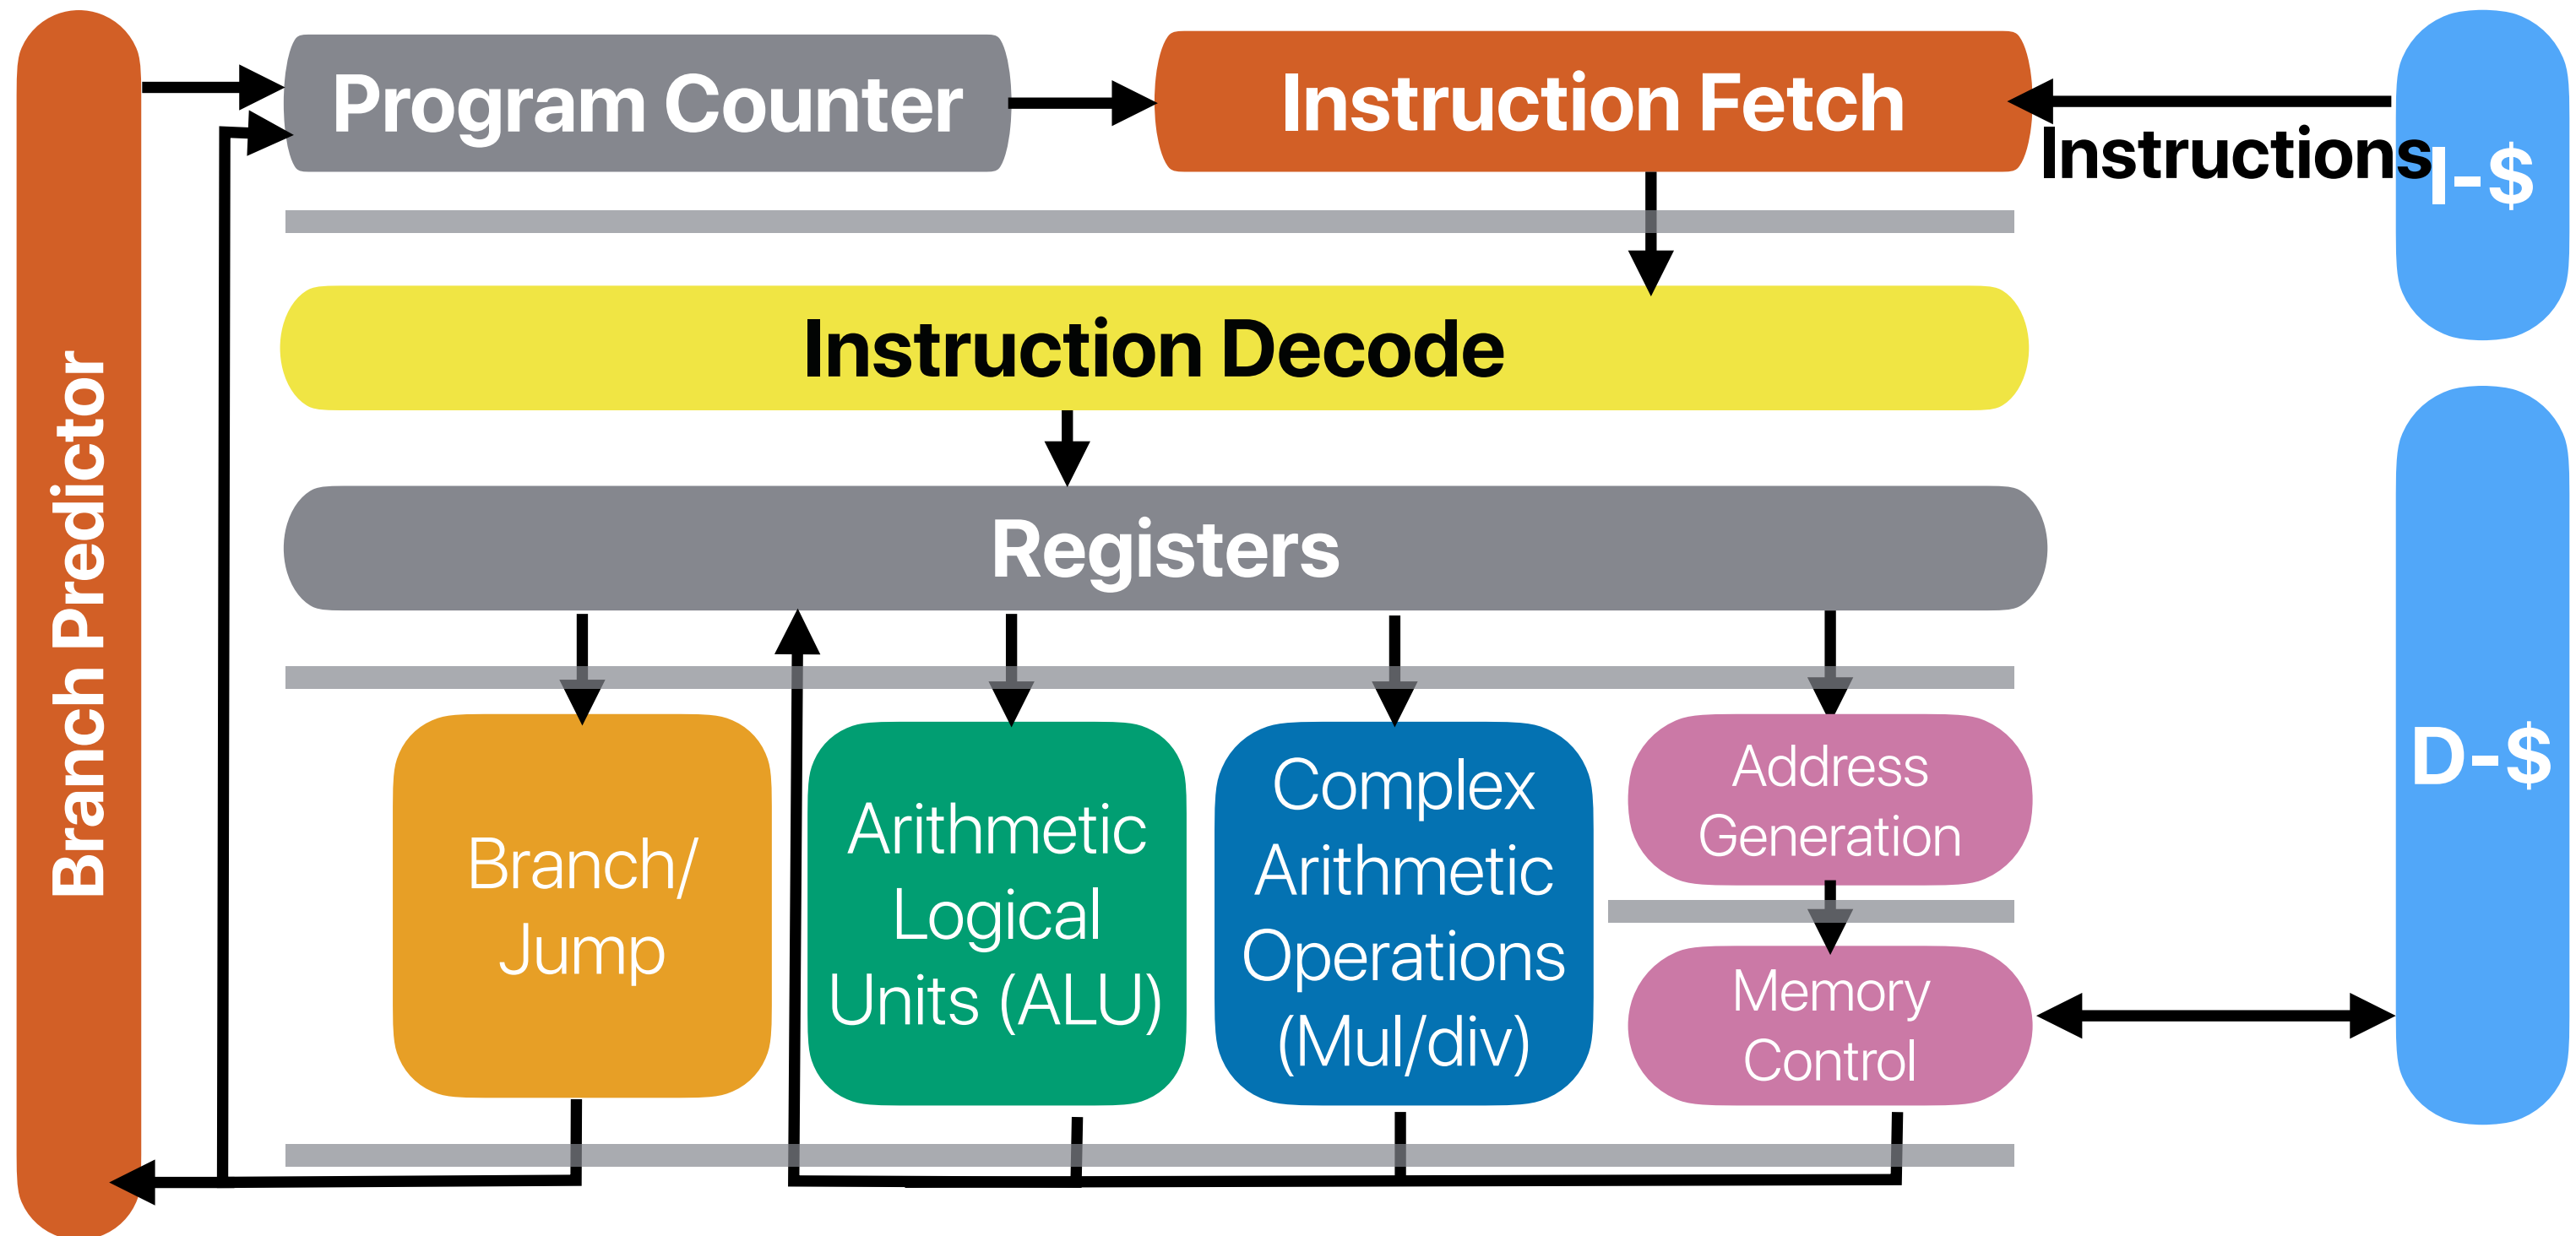 Branch Predictor
Program Counter
Instruction Fetch
Instructions
I-$
Instruction Decode
Registers
D-$
Branch/
Jump
Arithmetic
Logical
Units (ALU)
Complex
Arithmetic
Operations
(Mul/div)
Address
Generation
Memory
Control